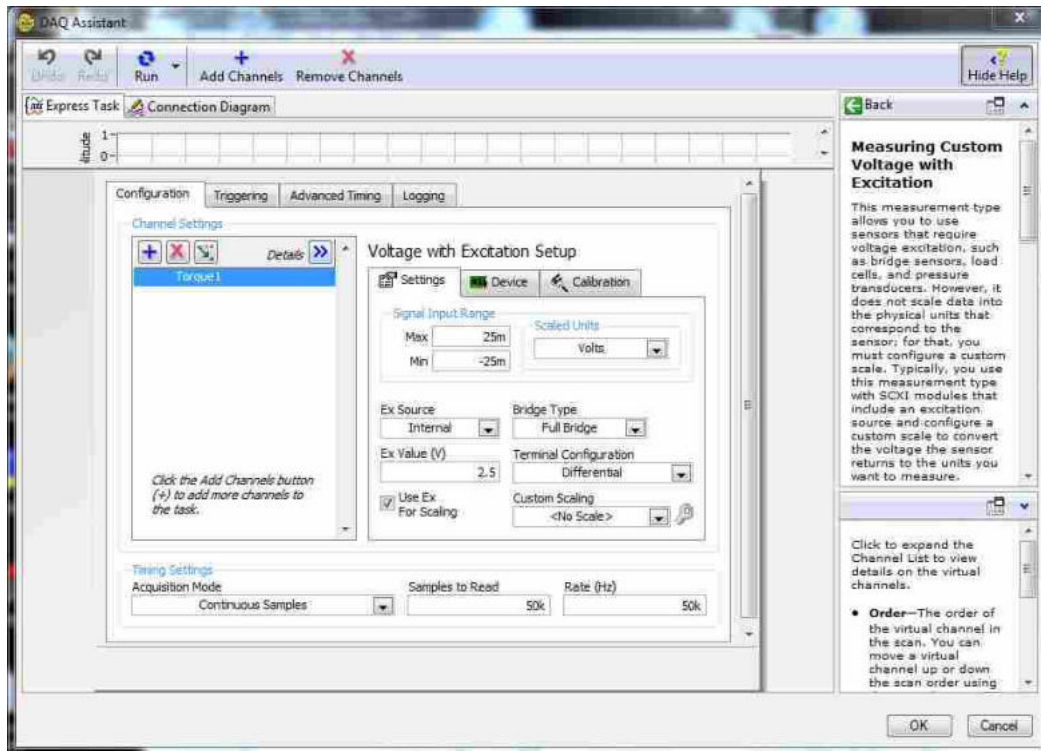 DAQ Assistant
Undo Redo Run Add Channels Remove Channels
Hide Help
Express Task Connection Diagram
1
0
Configuration Triggering Advanced Timing Logging
Channel Settings
Details
Torque1
Click the Add Channels button
(+) to add more channels to
the task.
Voltage with Excitation Setup
Settings Device Calibration
Signal Input Range
Max 25m
Min -25m
Scaled Units
Volts
Ex Source
Internal
Bridge Type
Full Bridge
Ex Value (V)
2.5
Terminal Configuration
Differential
Use Ex
For Scaling
Custom Scaling
<No Scale>
Timing Settings
Acquisition Mode Samples to Read Rate (Hz)
Continuous Samples 50k 50k
Back
Measuring Custom
Voltage with
Excitation
This measurement type
allows you to use
sensors that require
voltage excitation, such
as bridge sensors, load
cells, and pressure
transducers. However, it
does not scale data into
the physical units that
correspond to the
sensor; for that, you
must configure a custom
scale. Typically, you use
this measurement type
with SCXI modules that
include an excitation
source and configure a
custom scale to convert
the voltage the sensor
returns to the units you
want to measure.
Click to expand the
Channel List to view
details on the virtual
channels.
• Order—The order of
the virtual channel in
the scan. You can
move a virtual
channel up or down
the scan order using
OK Cancel